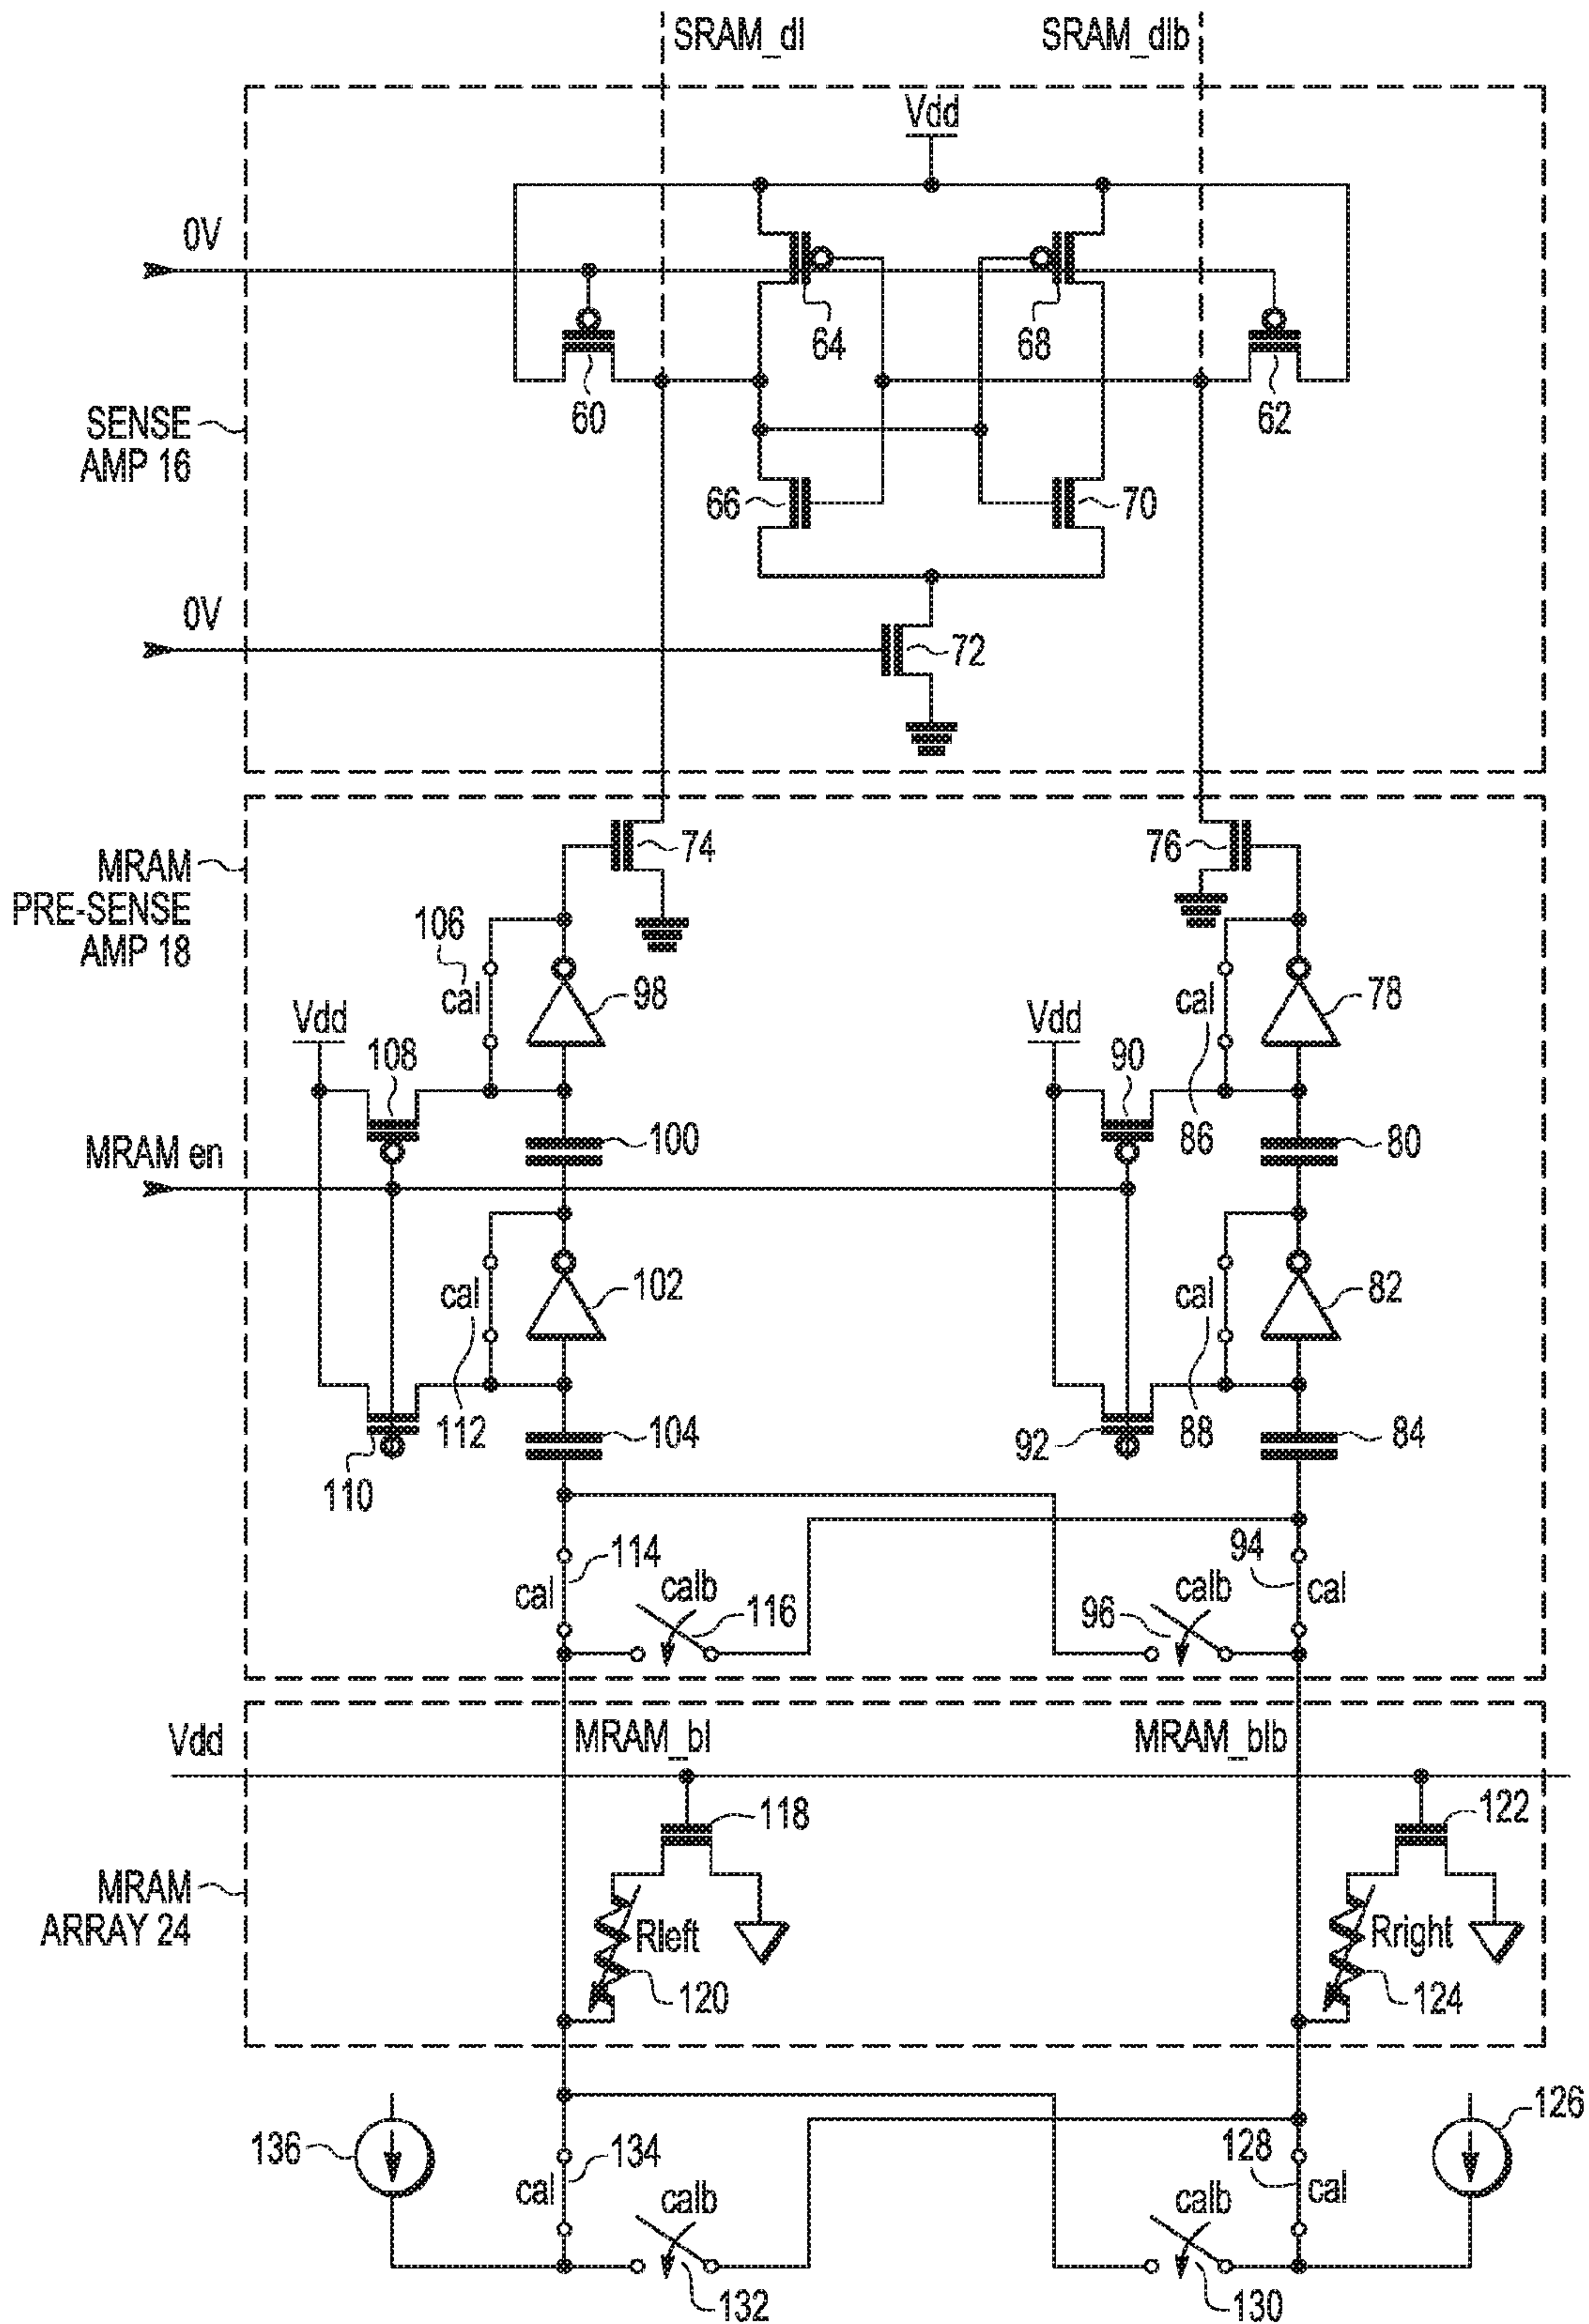 SRAM_dl SRAM_dlb
Vdd
0V
64 68
60 62
SENSE
AMP 16
66 70
0V
72
74 76
MRAM
PRE-SENSE
AMP 18
106
cal 98 cal 78
Vdd 108 Vdd 90
86
100 80
MRAM en
cal 102 cal 82
112 104 88 84
110 92
114 94
cal calb calb cal
116 96
Vdd MRAM_bl MRAM_blb
118 122
MRAM
ARRAY 24
Rleft Rright
120 124
136 134 128 126
cal calb calb cal
132 130